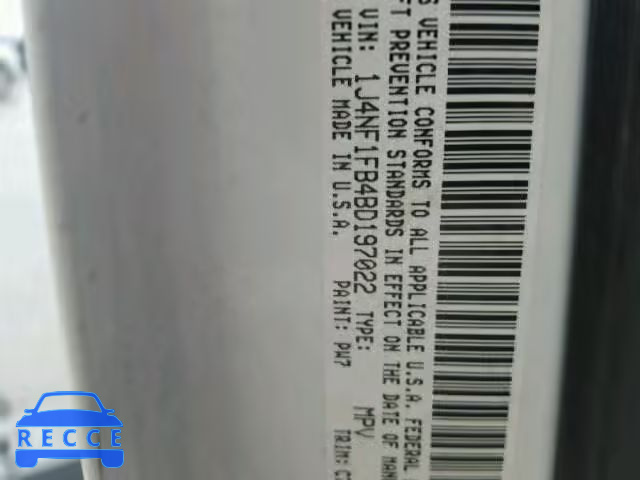 S VEHICLE CONFORMS TO ALL APPLICABLE U.S.A. FEDERAL
FT PREVENTION STANDARDS IN EFFECT ON THE DATE OF MAN
VIN: 1J4NF1FB4BD197022 TYPE: MPV
VEHICLE MADE IN U.S.A. PAINT: PW7 TRIM:
RECCE